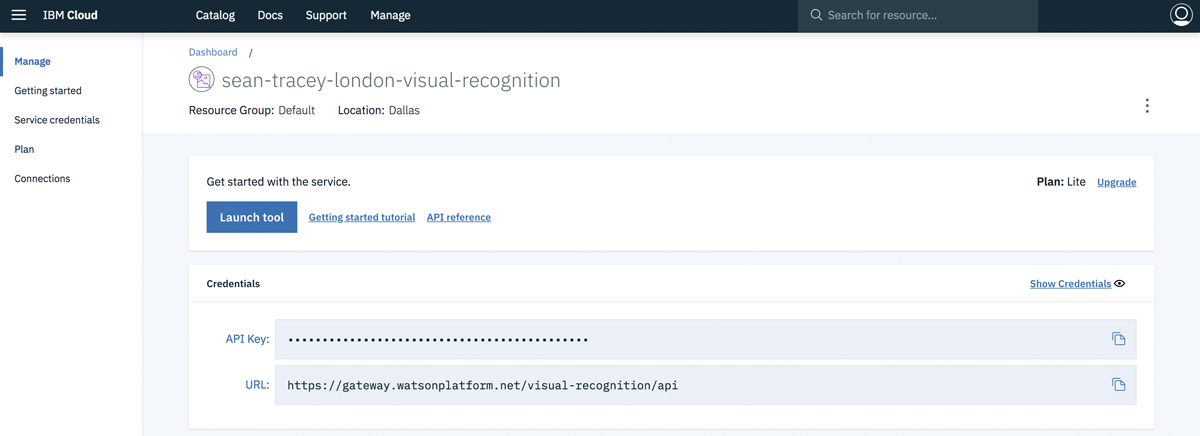 IBM Cloud Catalog Docs Support Manage Search for resource...
Manage
Getting started
Service credentials
Plan
Connections
Dashboard /
sean-tracey-london-visual-recognition
Resource Group: Default Location: Dallas
Get started with the service.
Plan: Lite Upgrade
Launch tool Getting started tutorial API reference
Credentials Show Credentials
API Key: ••••••••••••••••••••••••••••••••••••••••••••
URL: https://gateway.watsonplatform.net/visual-recognition/api